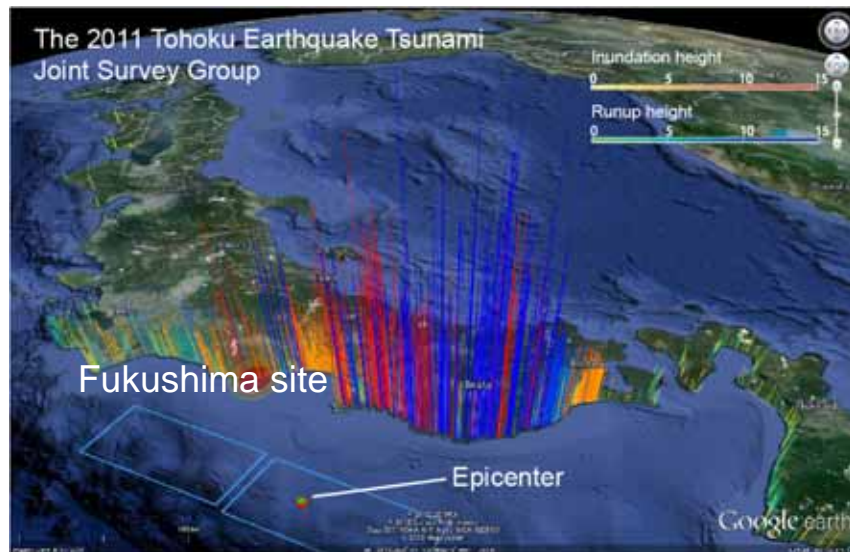 The 2011 Tohoku Earthquake Tsunami
Joint Survey Group
Inundation height
0 5 10 15
Runup height
0 5 10 15
Fukushima site
Epicenter
Google earth